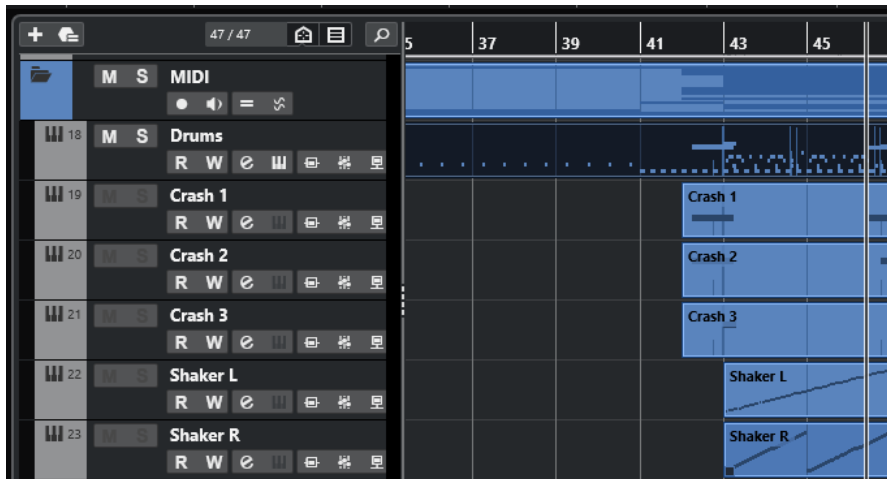 47 / 47
5 37 39 41 43 45
M S MIDI
18 M S Drums
R W e
19 M S Crash 1 Crash 1
R W e
20 M S Crash 2 Crash 2
R W e
21 M S Crash 3 Crash 3
R W e
22 M S Shaker L Shaker L
R W e
23 M S Shaker R Shaker R
R W e